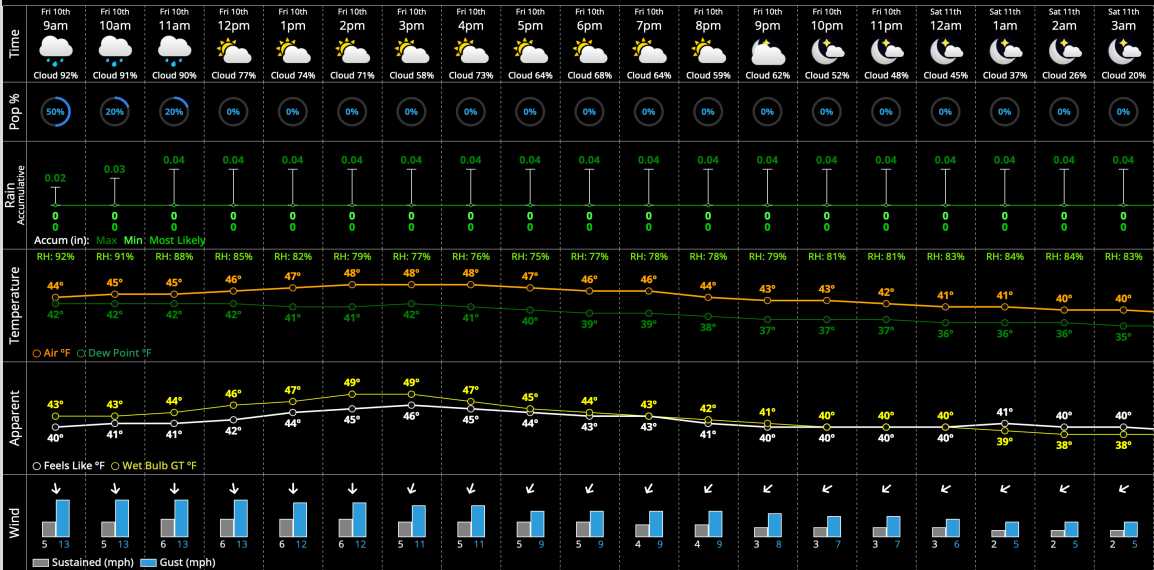 Time
Fri 10th Fri 10th Fri 10th Fri 10th Fri 10th Fri 10th Fri 10th Fri 10th Fri 10th Fri 10th Fri 10th Fri 10th Fri 10th Fri 10th Fri 10th Sat 11th Sat 11th Sat 11th Sat 11th
9am 10am 11am 12pm 1pm 2pm 3pm 4pm 5pm 6pm 7pm 8pm 9pm 10pm 11pm 12am 1am 2am 3am
Cloud 92% Cloud 91% Cloud 90% Cloud 77% Cloud 74% Cloud 71% Cloud 58% Cloud 73% Cloud 64% Cloud 68% Cloud 64% Cloud 59% Cloud 62% Cloud 52% Cloud 48% Cloud 45% Cloud 37% Cloud 26% Cloud 20%
Pop %
50% 20% 20% 0% 0% 0% 0% 0% 0% 0% 0% 0% 0% 0% 0% 0% 0% 0% 0%
Rain
Accumulative
0.02 0.03 0.04 0.04 0.04 0.04 0.04 0.04 0.04 0.04 0.04 0.04 0.04 0.04 0.04 0.04 0.04 0.04 0.04
0 0 0 0 0 0 0 0 0 0 0 0 0 0 0 0 0 0 0
0 0 0 0 0 0 0 0 0 0 0 0 0 0 0 0 0 0 0
Accum (in): Max Min Most Likely
Temperature
RH: 92% RH: 91% RH: 88% RH: 85% RH: 82% RH: 79% RH: 77% RH: 76% RH: 75% RH: 77% RH: 78% RH: 78% RH: 79% RH: 81% RH: 81% RH: 83% RH: 84% RH: 84% RH: 83%
44° 45° 45° 46° 47° 48° 48° 48° 47° 46° 46° 44° 43° 43° 42° 41° 41° 40° 40°
42° 42° 42° 42° 41° 41° 42° 41° 40° 39° 39° 38° 37° 37° 37° 36° 36° 36° 35°
Air °F Dew Point °F
Apparent
43° 43° 44° 46° 47° 49° 49° 47° 45° 44° 43° 42° 41° 40° 40° 40° 41° 40° 40°
40° 41° 41° 42° 44° 45° 46° 45° 44° 43° 43° 41° 40° 40° 40° 40° 39° 38° 38°
Feels Like °F Wet Bulb GT °F
Wind
5 13 5 13 6 13 6 13 6 12 6 12 5 11 5 11 5 9 5 9 4 9 4 9 3 8 3 7 3 7 3 6 2 5 2 5 2 5
Sustained (mph) Gust (mph)